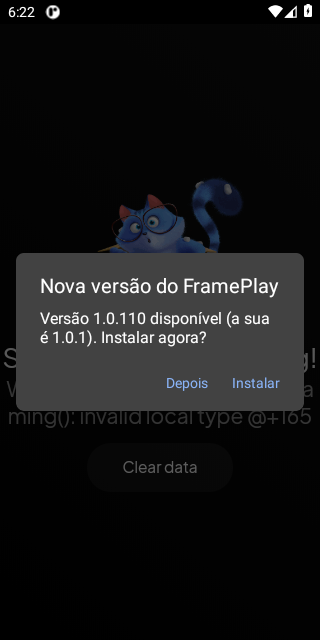 6:22
Nova versão do FramePlay
Versão 1.0.110 disponível (a sua
é 1.0.1). Instalar agora?
Depois
Instalar
ming(): invalid local type @+165
Clear data